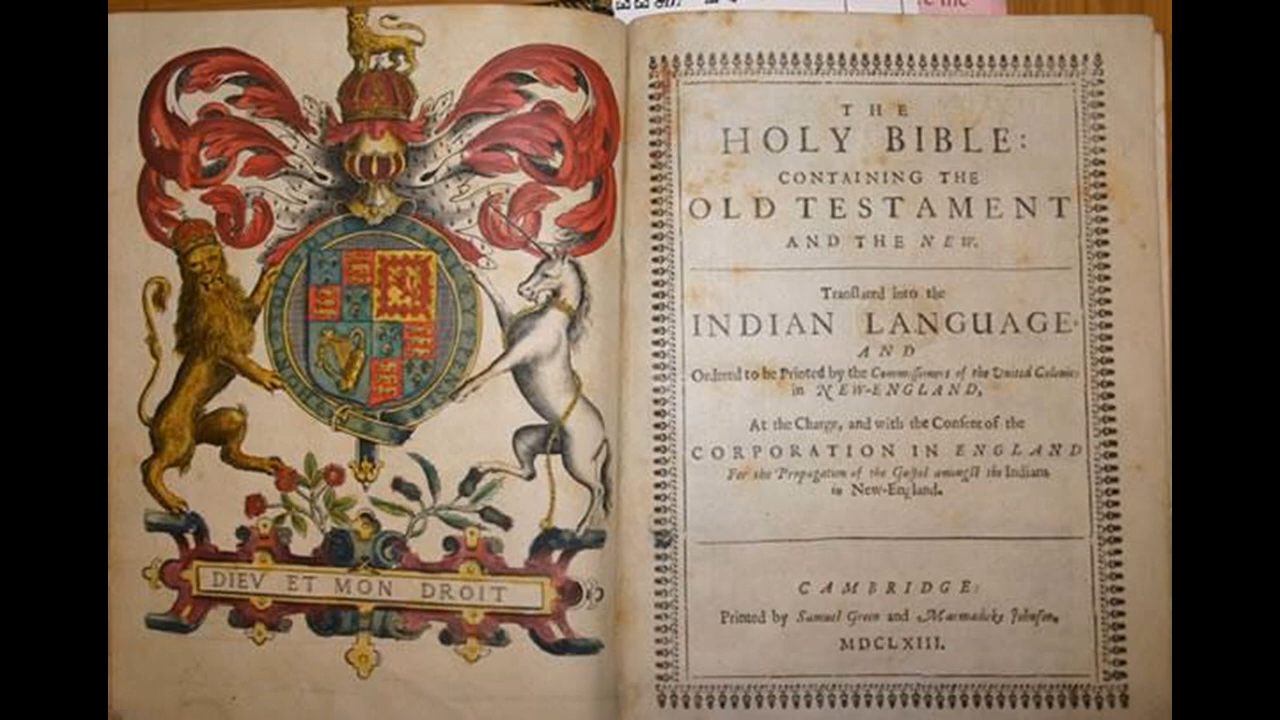 DIEV ET MON DROIT
THE
HOLY BIBLE:
CONTAINING THE
OLD TESTAMENT
AND THE NEW.
Tranſlated into the
INDIAN LANGUAGE
AND
Ordered to be Printed by the Commiſſioners of the United Colonies
in NEW-ENGLAND,
At the Charge, and with the Conſent of the
CORPORATION IN ENGLAND
For the Propagation of the Goſpel amongſt the Indians
in New-England.
CAMBRIDGE:
Printed by Samuel Green and Marmaduke Johnſon.
MDCLXIII.